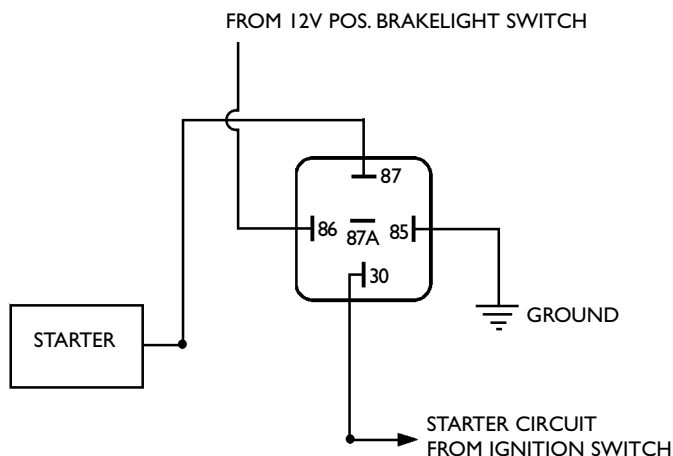 FROM 12V POS. BRAKELIGHT SWITCH
87
86
87A
85
30
STARTER
GROUND
STARTER CIRCUIT
FROM IGNITION SWITCH